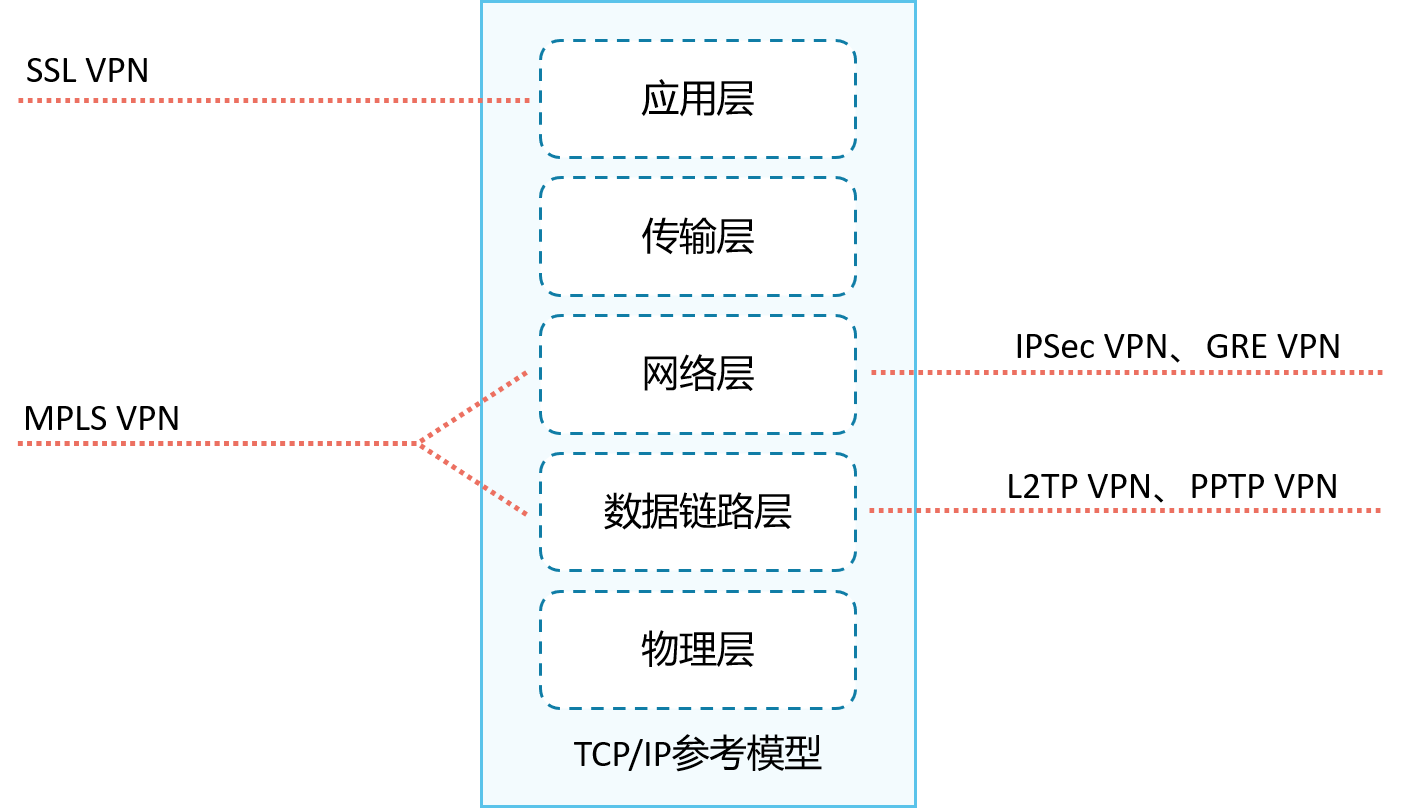 SSL VPN
应用层
传输层
IPSec VPN、GRE VPN
网络层
MPLS VPN
L2TP VPN、PPTP VPN
数据链路层
物理层
TCP/IP参考模型